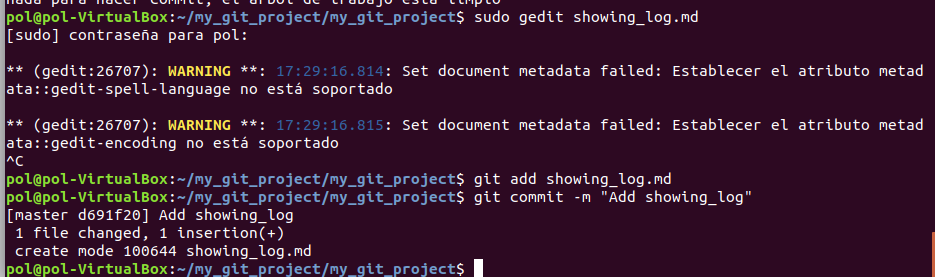 nada para hacer commit, el árbol de trabajo está limpio
pol@pol-VirtualBox:~/my_git_project/my_git_project$ sudo gedit showing_log.md
[sudo] contraseña para pol:
** (gedit:26707): WARNING **: 17:29:16.814: Set document metadata failed: Establecer el atributo metad
ata::gedit-spell-language no está soportado
** (gedit:26707): WARNING **: 17:29:16.815: Set document metadata failed: Establecer el atributo metad
ata::gedit-encoding no está soportado
^C
pol@pol-VirtualBox:~/my_git_project/my_git_project$ git add showing_log.md
pol@pol-VirtualBox:~/my_git_project/my_git_project$ git commit -m "Add showing_log"
[master d691f20] Add showing_log
1 file changed, 1 insertion(+)
create mode 100644 showing_log.md
pol@pol-VirtualBox:~/my_git_project/my_git_project$